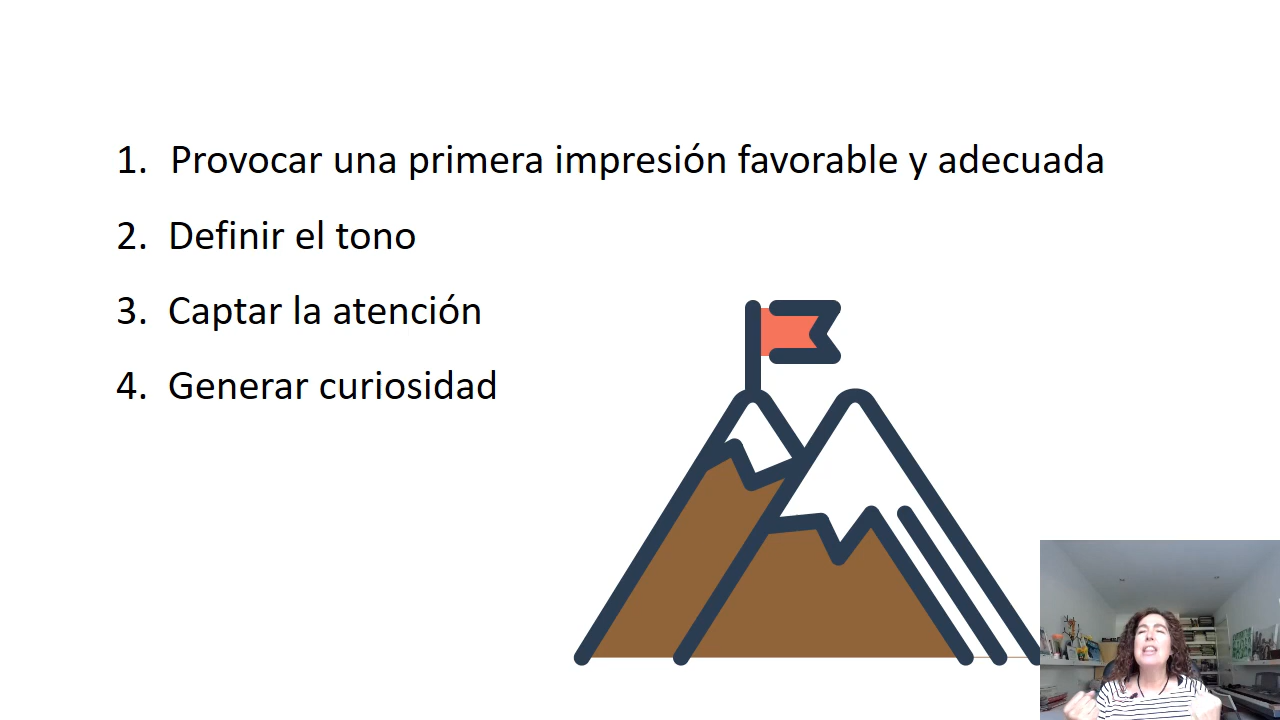 1. Provocar una primera impresión favorable y adecuada
2. Definir el tono
3. Captar la atención
4. Generar curiosidad